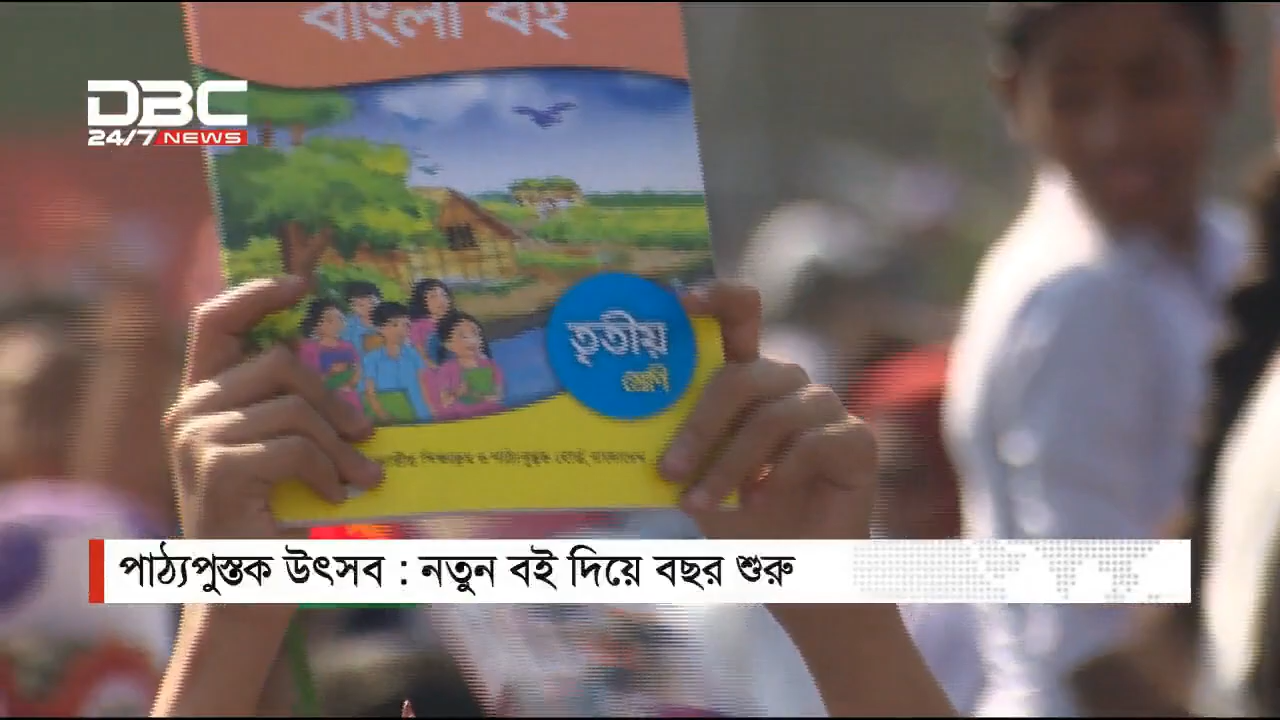 বাংলা বই
DBC
24/7 NEWS
তৃতীয়
শ্রেণি
পাঠ্যপুস্তক উৎসব : নতুন বই দিয়ে বছর শুরু